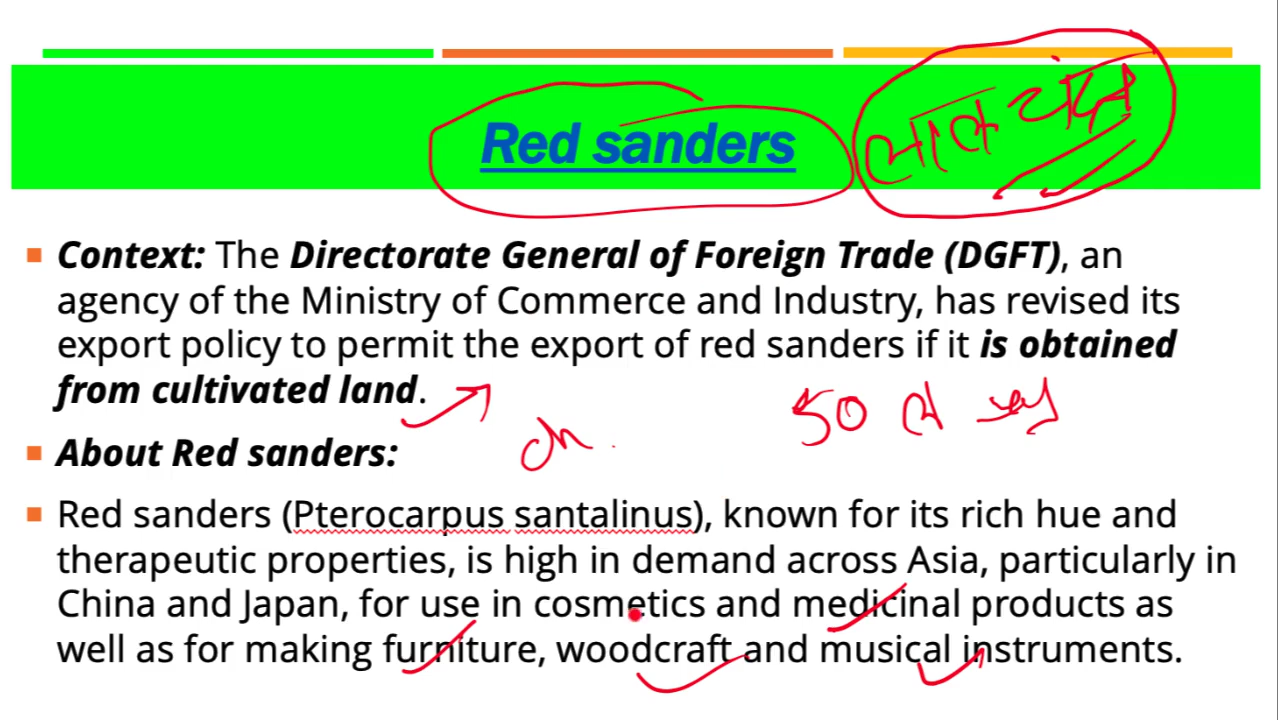 Red sanders
लाल चंदन
Context: The Directorate General of Foreign Trade (DGFT), an
agency of the Ministry of Commerce and Industry, has revised its
export policy to permit the export of red sanders if it is obtained
from cultivated land.
50
About Red sanders:
Red sanders (Pterocarpus santalinus), known for its rich hue and
therapeutic properties, is high in demand across Asia, particularly in
China and Japan, for use in cosmetics and medicinal products as
well as for making furniture, woodcraft and musical instruments.